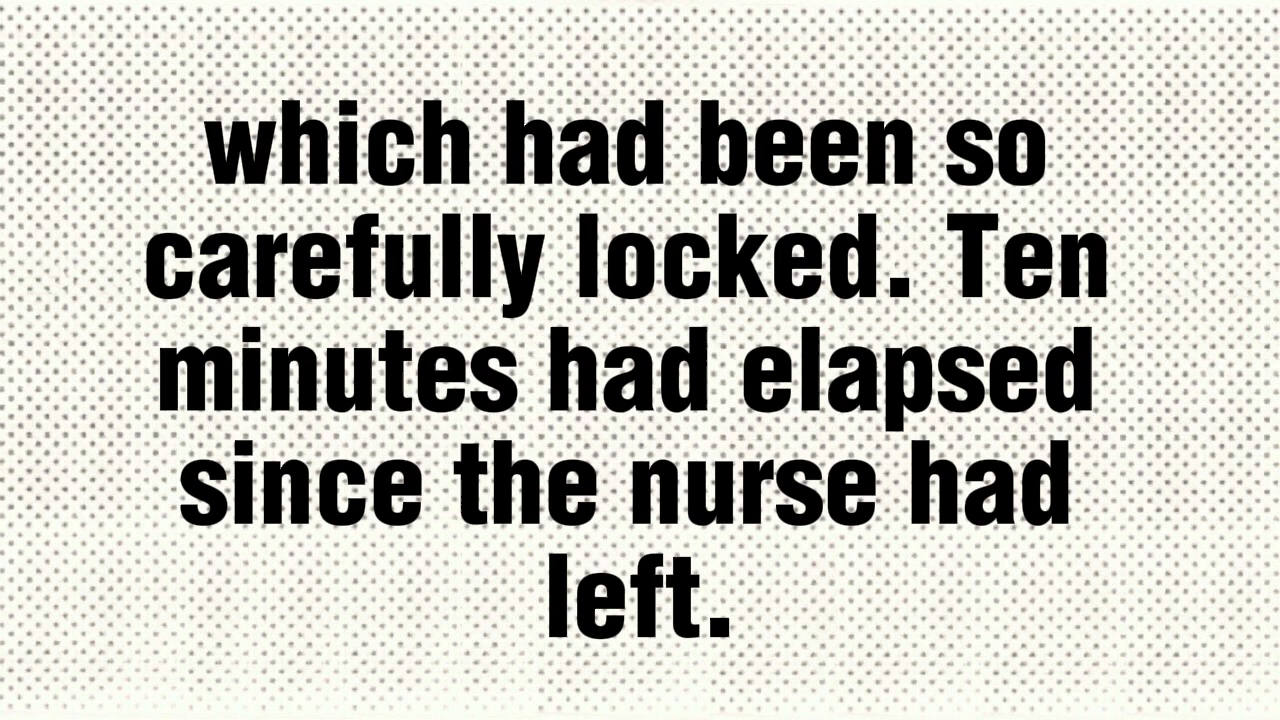 which had been so
carefully locked. Ten
minutes had elapsed
since the nurse had
left.